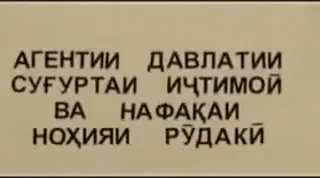 АГЕНТИИ ДАВЛАТИИ
СУҒУРТАИ ИҶТИМОӢ
ВА НАФАҚАИ
НОҲИЯИ РӮДАКӢ